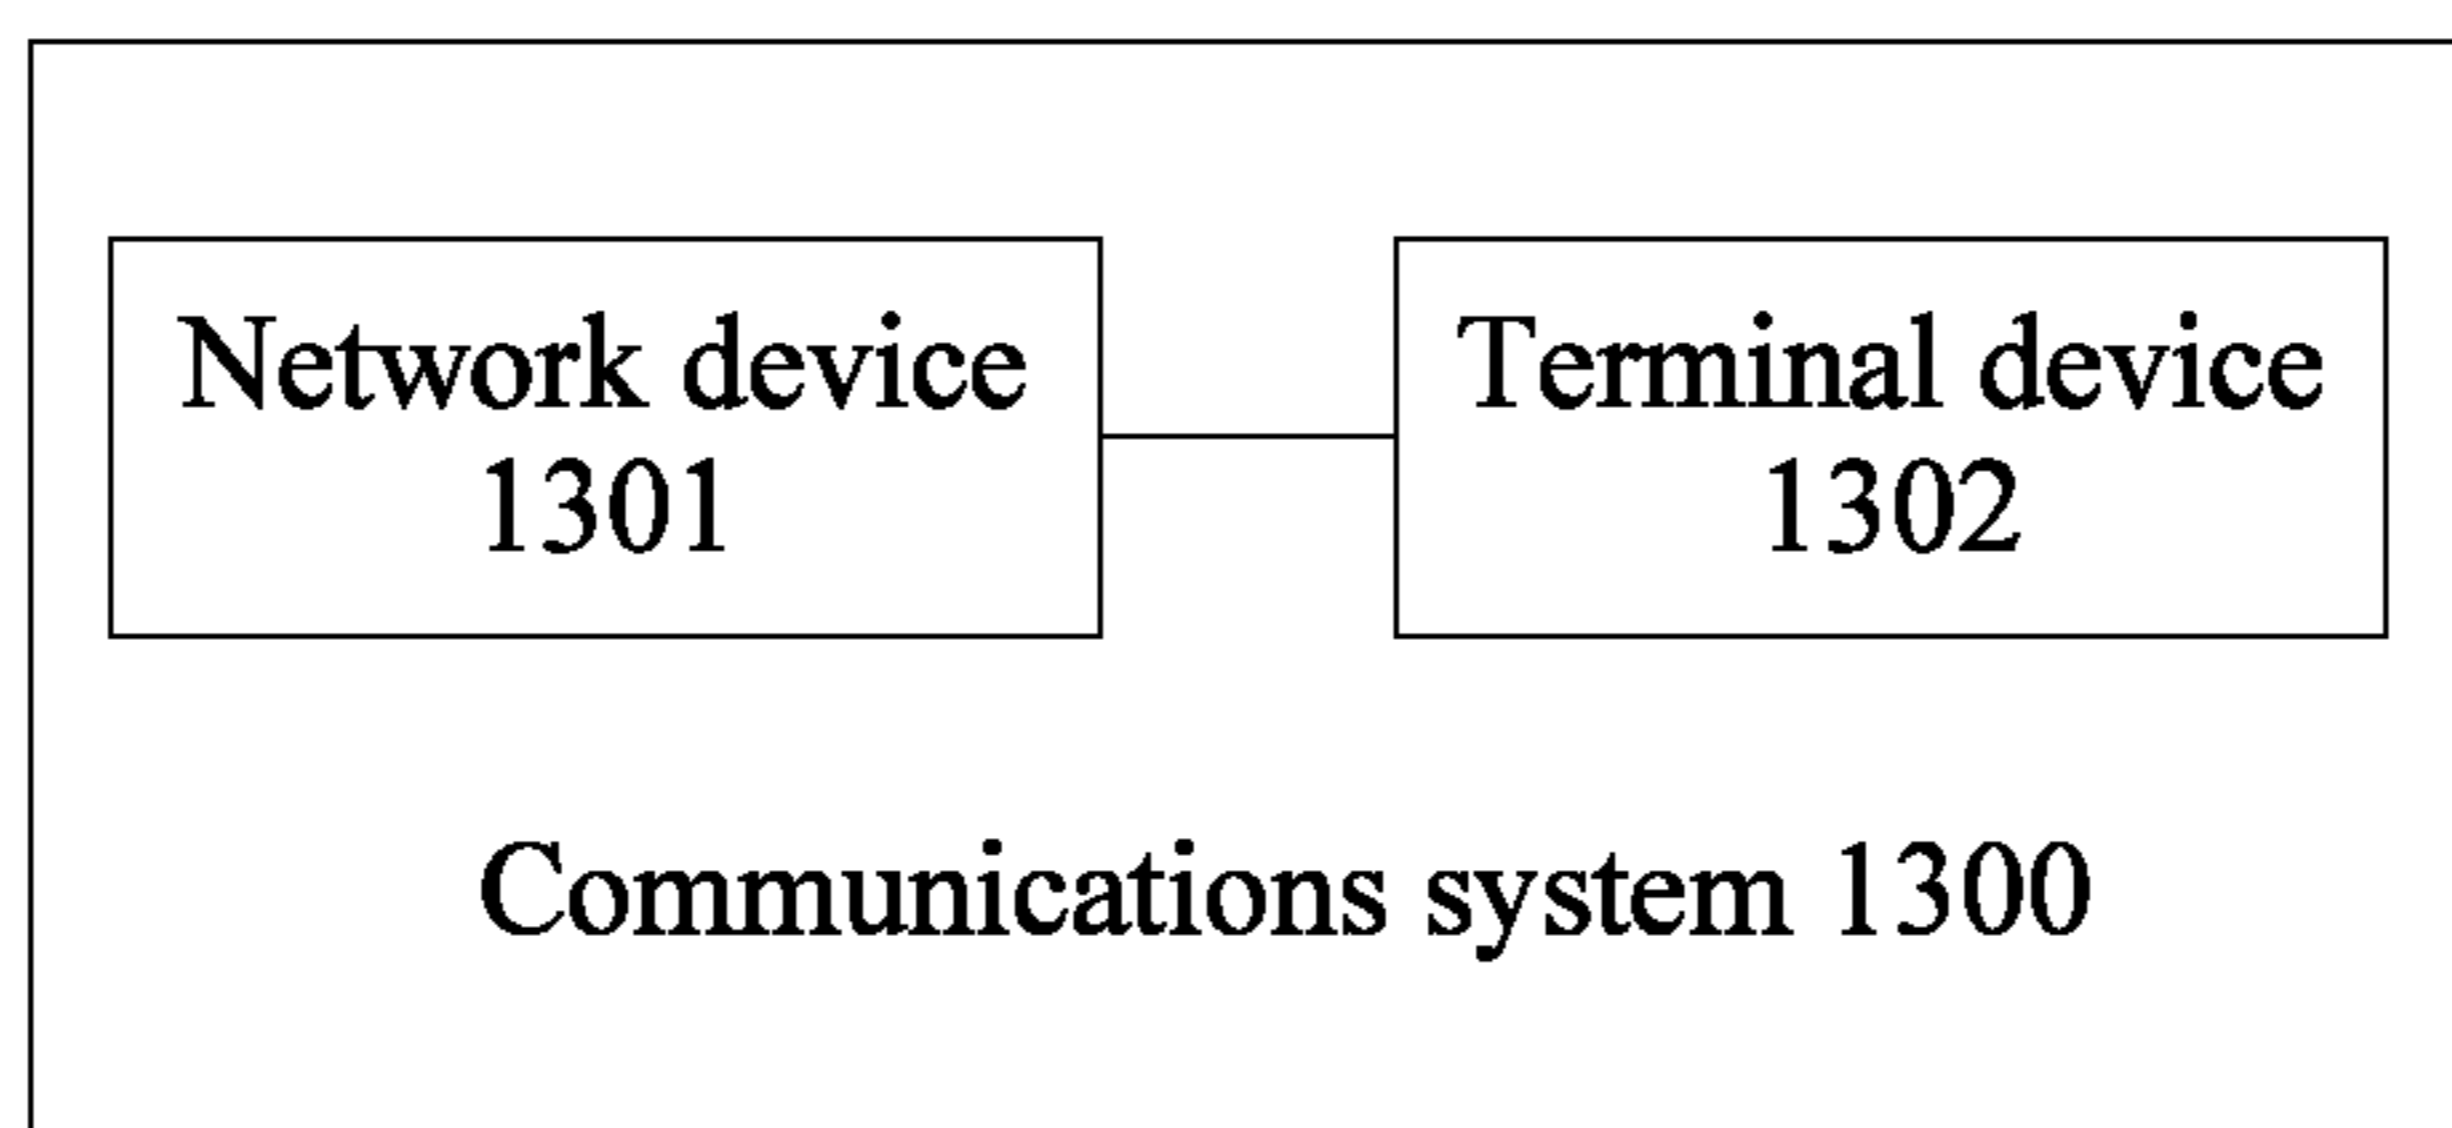 Network device
1301
Terminal device
1302
Communications system 1300